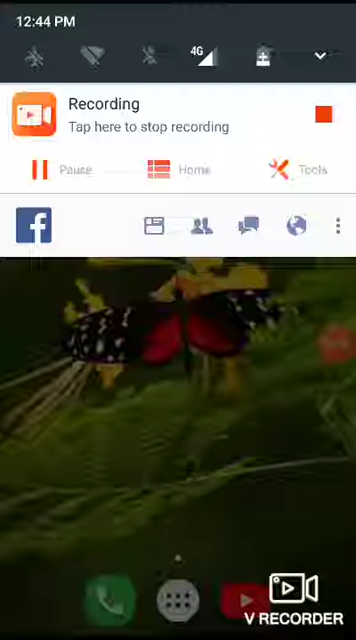 12:44 PM
4G
Recording
Tap here to stop recording
Pause
Home
Tools
V RECORDER